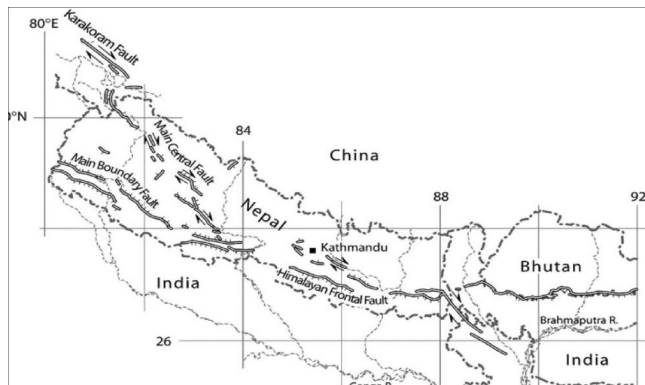 80°E
Karakoram Fault
0°N
Main Central Fault
84
China
Main Boundary Fault
88
92
Nepal
Kathmandu
Bhutan
India
Himalayan Frontal Fault
Brahmaputra R.
26
India